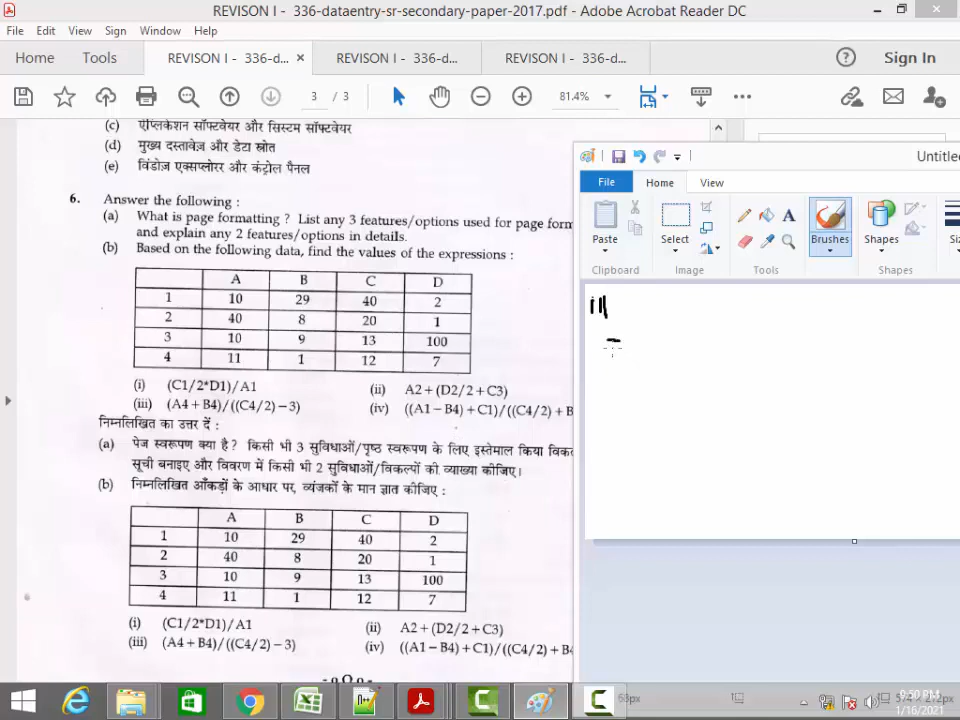 REVISON I - 336-dataentry-sr-secondary-paper-2017.pdf - Adobe Acrobat Reader DC
File Edit View Sign Window Help
Home Tools REVISON I - 336-d... × REVISON I - 336-d... REVISON I - 336-d... Sign In
3 / 3 81.4%
(c) एप्लिकेशन सॉफ्टवेयर और सिस्टम सॉफ्टवेयर
(d) मुख्य दस्तावेज़ और डेटा स्रोत
(e) विंडोज़ एक्सप्लोरर और कंट्रोल पैनल
6. Answer the following :
(a) What is page formatting ? List any 3 features/options used for page form
and explain any 2 features/options in details.
(b) Based on the following data, find the values of the expressions :
A B C D
1 10 29 40 2
2 40 8 20 1
3 10 9 13 100
4 11 1 12 7
(i) (C1/2*D1)/A1 (ii) A2+(D2/2+C3)
(iii) (A4+B4)/((C4/2)-3) (iv) ((A1-B4)+C1)/((C4/2)+B
निम्नलिखित का उत्तर दें :
(a) पेज स्वरूपण क्या है? किसी भी 3 सुविधाओं/पृष्ठ स्वरूपण के लिए इस्तेमाल किया विक
सूची बनाइए और विवरण में किसी भी 2 सुविधाओं/विकल्पों की व्याख्या कीजिए।
(b) निम्नलिखित आँकड़ों के आधार पर, व्यंजकों के मान ज्ञात कीजिए :
A B C D
1 10 29 40 2
2 40 8 20 1
3 10 9 13 100
4 11 1 12 7
(i) (C1/2*D1)/A1 (ii) A2+(D2/2+C3)
(iii) (A4+B4)/((C4/2)-3) (iv) ((A1-B4)+C1)/((C4/2)+B4
- o O o -
Untitle
File Home View
Paste Select Brushes Shapes Siz
Clipboard Image Tools Shapes
63px 574 × 272px
9:50 PM
1/16/2021